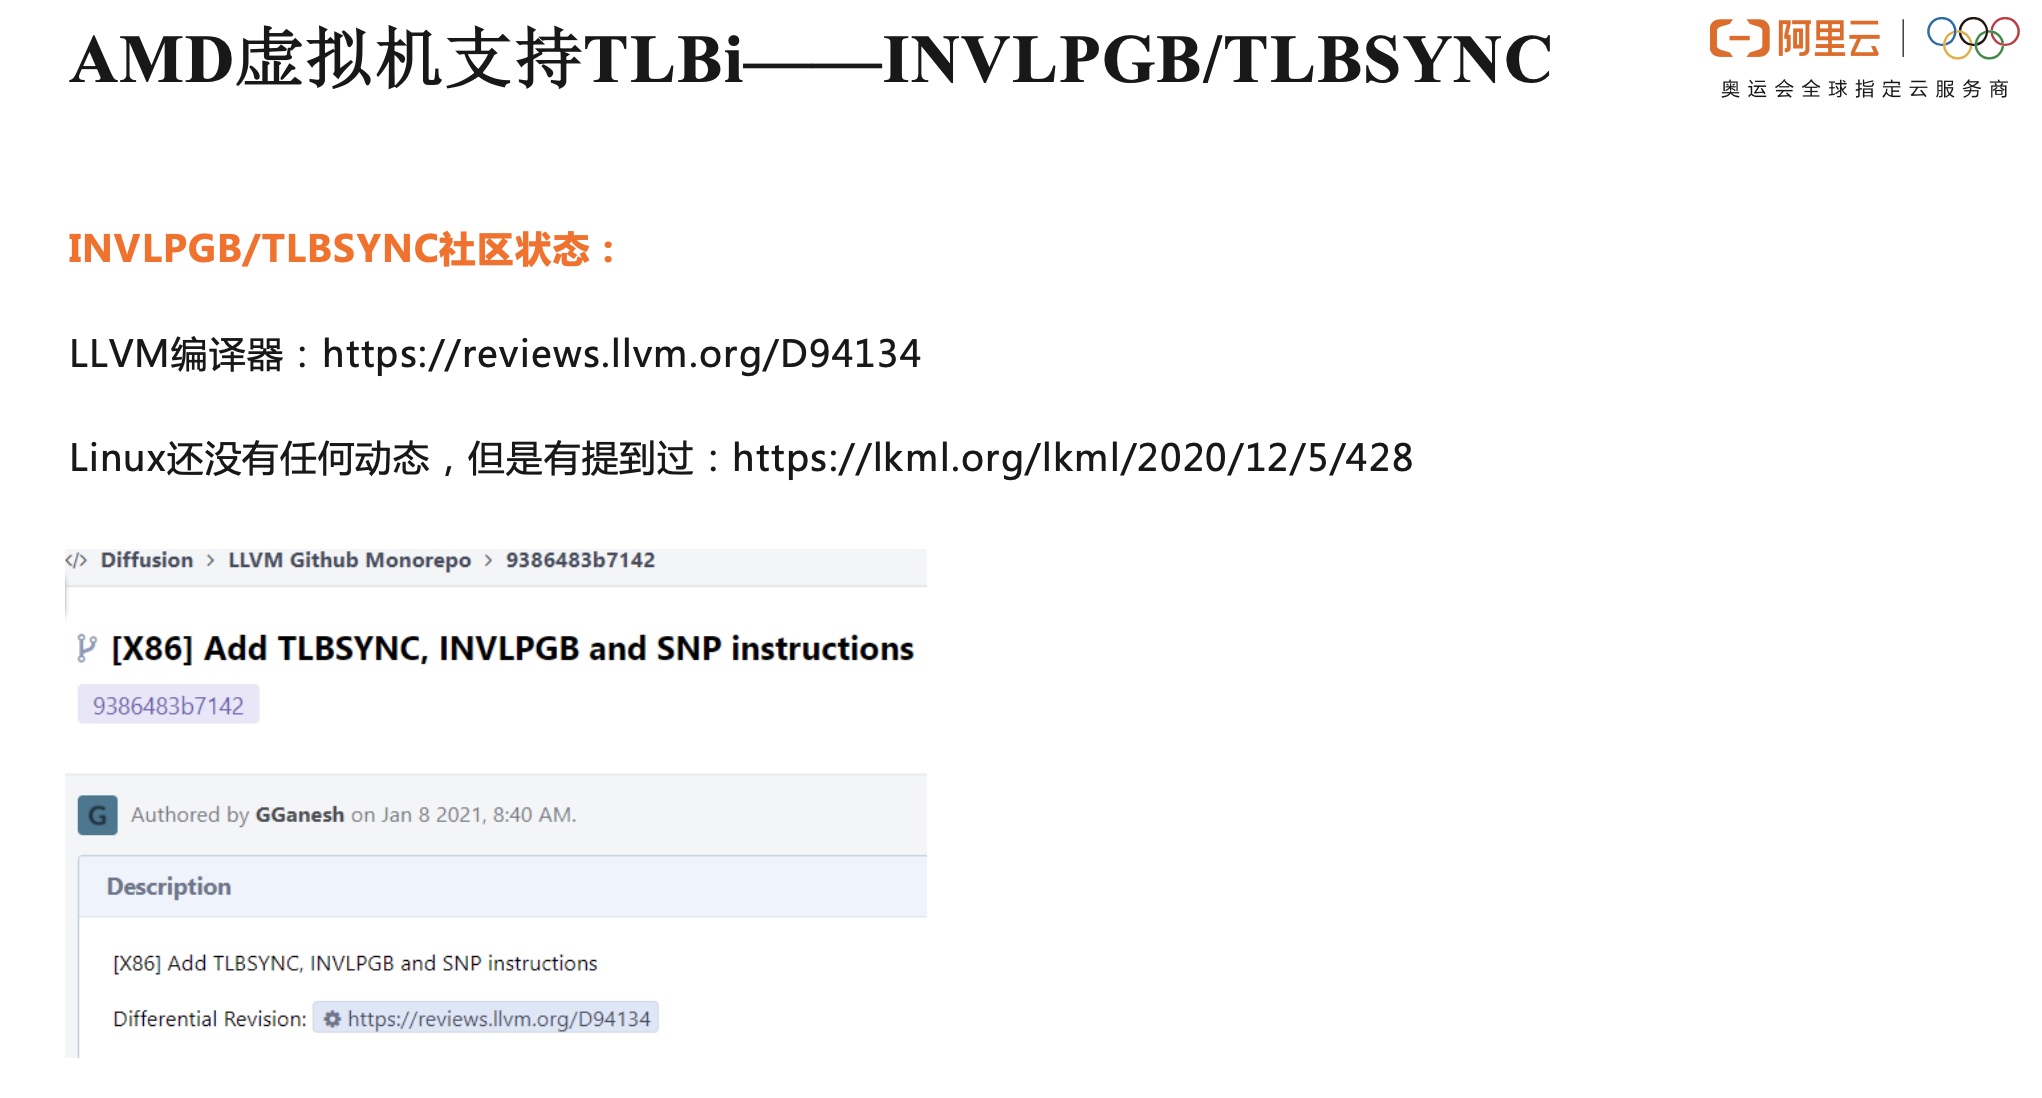 AMD虚拟机支持TLBi——INVLPGB/TLBSYNC
阿里云
奥运会全球指定云服务商
INVLPGB/TLBSYNC社区状态：
LLVM编译器：https://reviews.llvm.org/D94134
Linux还没有任何动态，但是有提到过：https://lkml.org/lkml/2020/12/5/428
</> Diffusion > LLVM Github Monorepo > 9386483b7142
[X86] Add TLBSYNC, INVLPGB and SNP instructions
9386483b7142
G Authored by GGanesh on Jan 8 2021, 8:40 AM.
Description
[X86] Add TLBSYNC, INVLPGB and SNP instructions
Differential Revision: https://reviews.llvm.org/D94134